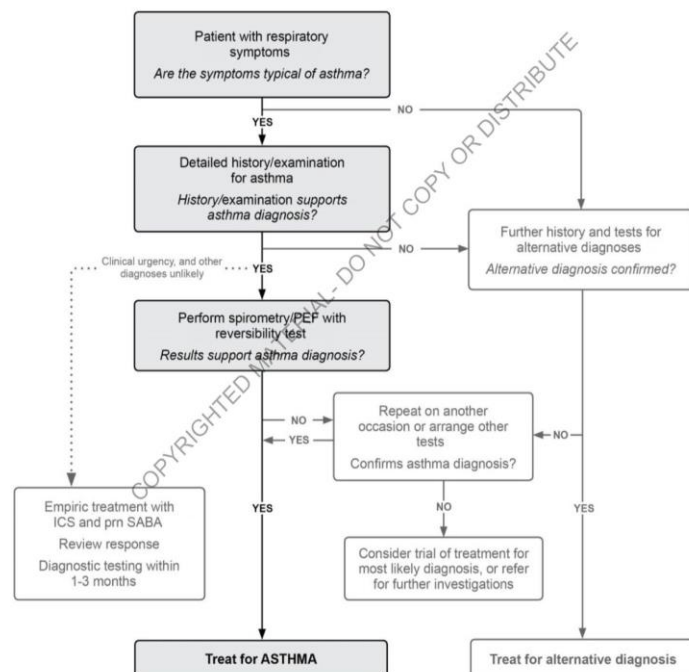 Patient with respiratory
symptoms
Are the symptoms typical of asthma?
NO
YES
Detailed history/examination
for asthma
History/examination supports
asthma diagnosis?
Further history and tests for
alternative diagnoses
Alternative diagnosis confirmed?
NO
Clinical urgency, and other
diagnoses unlikely
YES
Perform spirometry/PEF with
reversibility test
Results support asthma diagnosis?
Repeat on another
occasion or arrange other
tests
Confirms asthma diagnosis?
NO
YES
NO
Empiric treatment with
ICS and prn SABA
Review response
Diagnostic testing within
1-3 months
YES
NO
YES
Consider trial of treatment for
most likely diagnosis, or refer
for further investigations
Treat for ASTHMA
Treat for alternative diagnosis
COPYRIGHTED MATERIAL- DO NOT COPY OR DISTRIBUTE